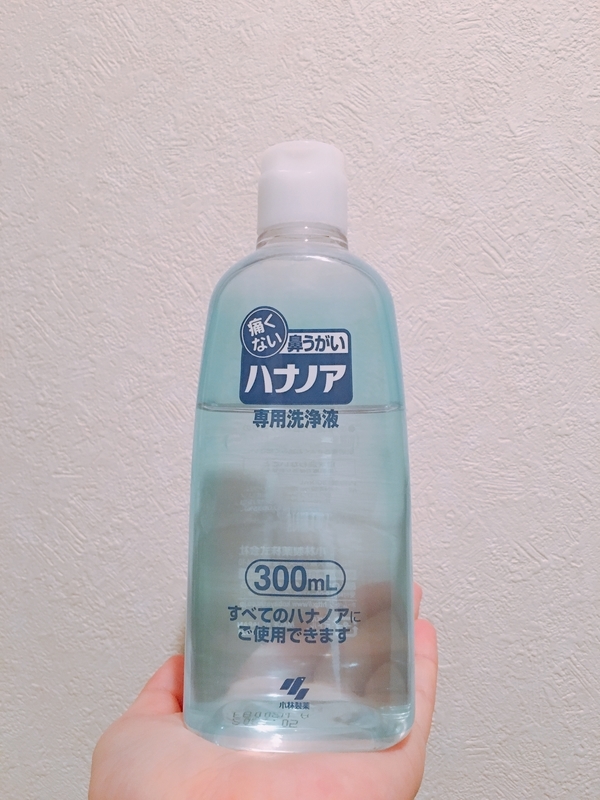 痛く
ない
鼻うがい
ハナノア
専用洗浄液
300mL
すべてのハナノアに
ご使用できます
小林製薬